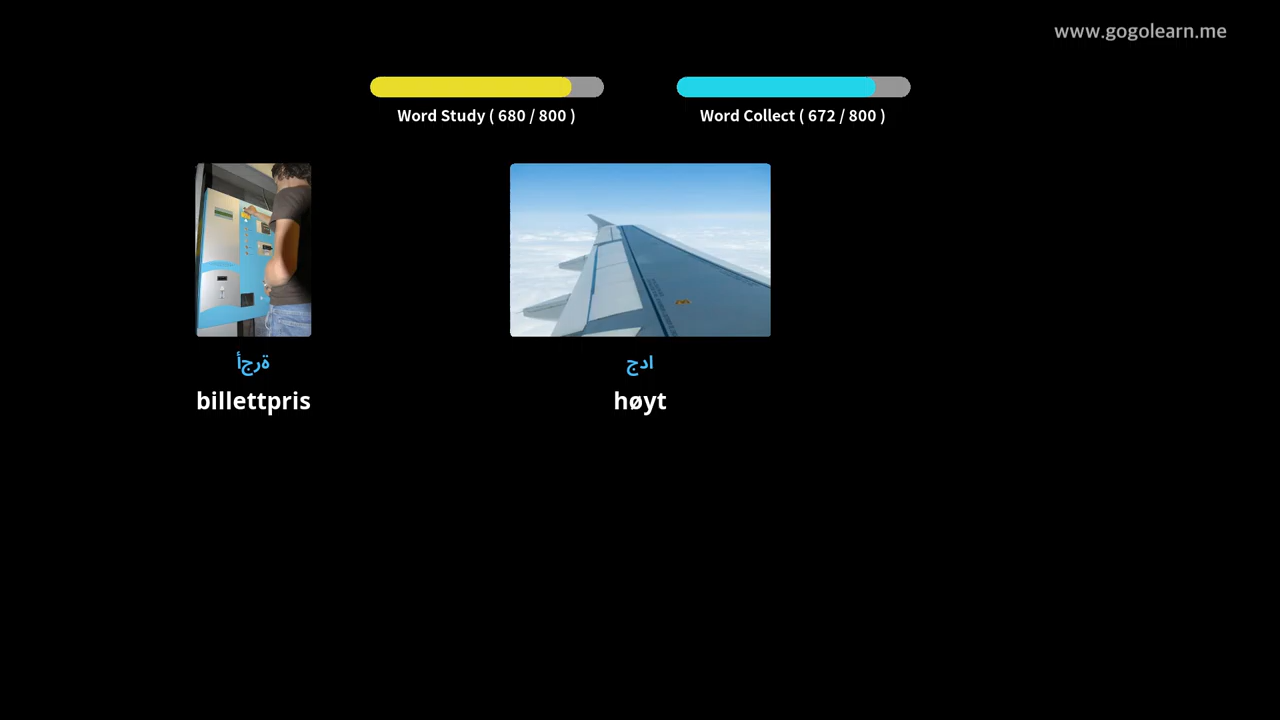 www.gogolearn.me
Word Study ( 680 / 800 )
Word Collect ( 672 / 800 )
ةرجأ
billettpris
ادج
høyt